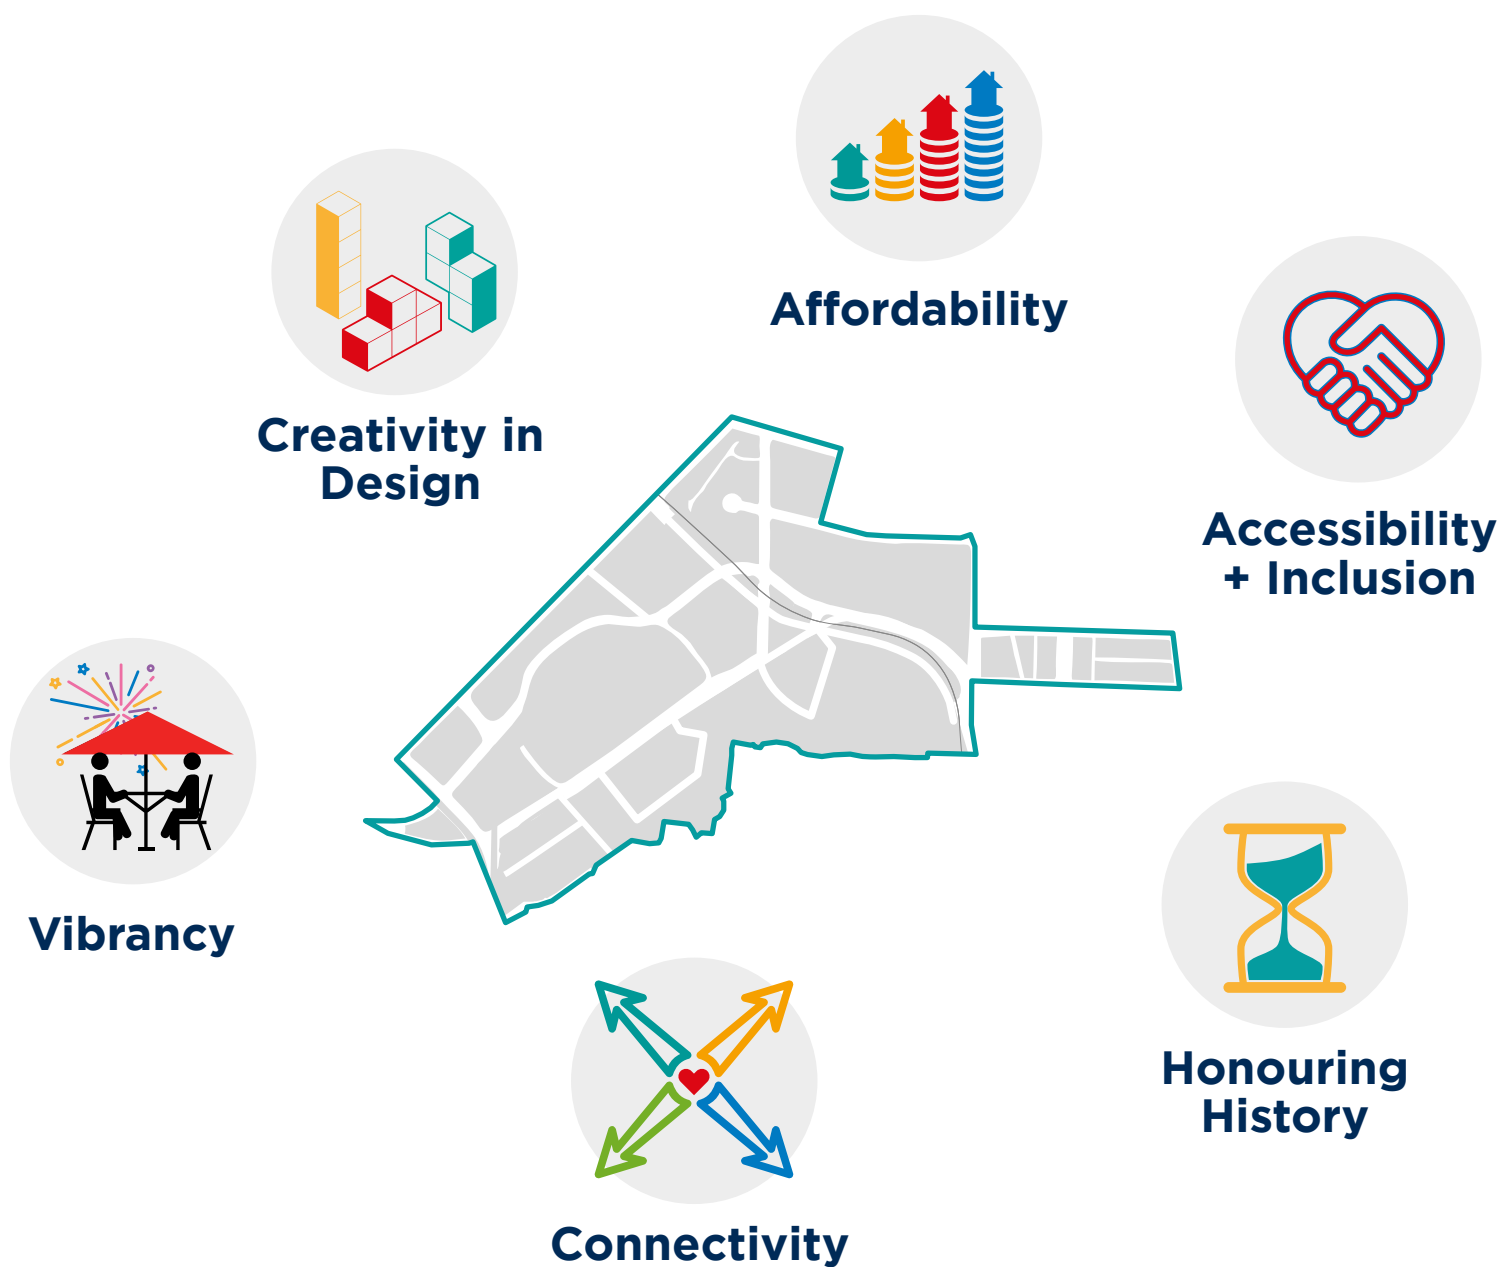 Affordability
Creativity in
Design
Accessibility
+ Inclusion
Vibrancy
Honouring
History
Connectivity